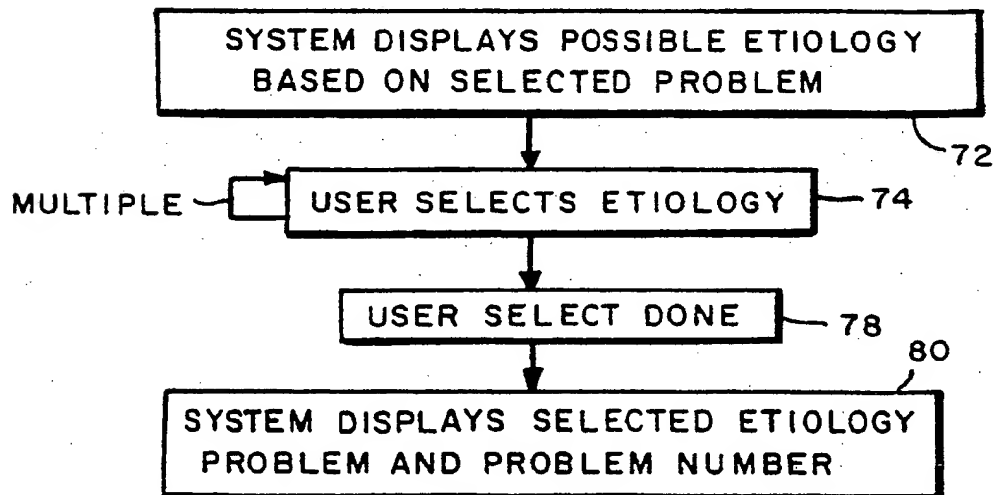 SYSTEM DISPLAYS POSSIBLE ETIOLOGY
BASED ON SELECTED PROBLEM
72
MULTIPLE
USER SELECTS ETIOLOGY
74
USER SELECT DONE
78
80
SYSTEM DISPLAYS SELECTED ETIOLOGY
PROBLEM AND PROBLEM NUMBER